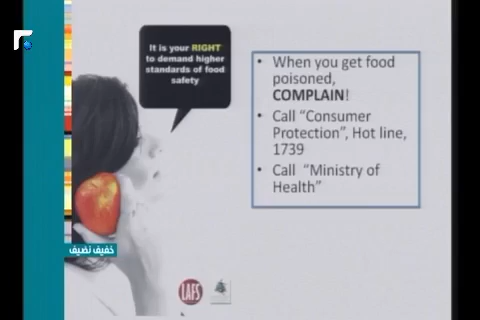 It is your RIGHT
to demand higher
standards of food
safety
• When you get food
poisoned,
COMPLAIN!
• Call “Consumer
Protection”, Hot line,
1739
• Call “Ministry of
Health”
خفيف نضيف
LAFS